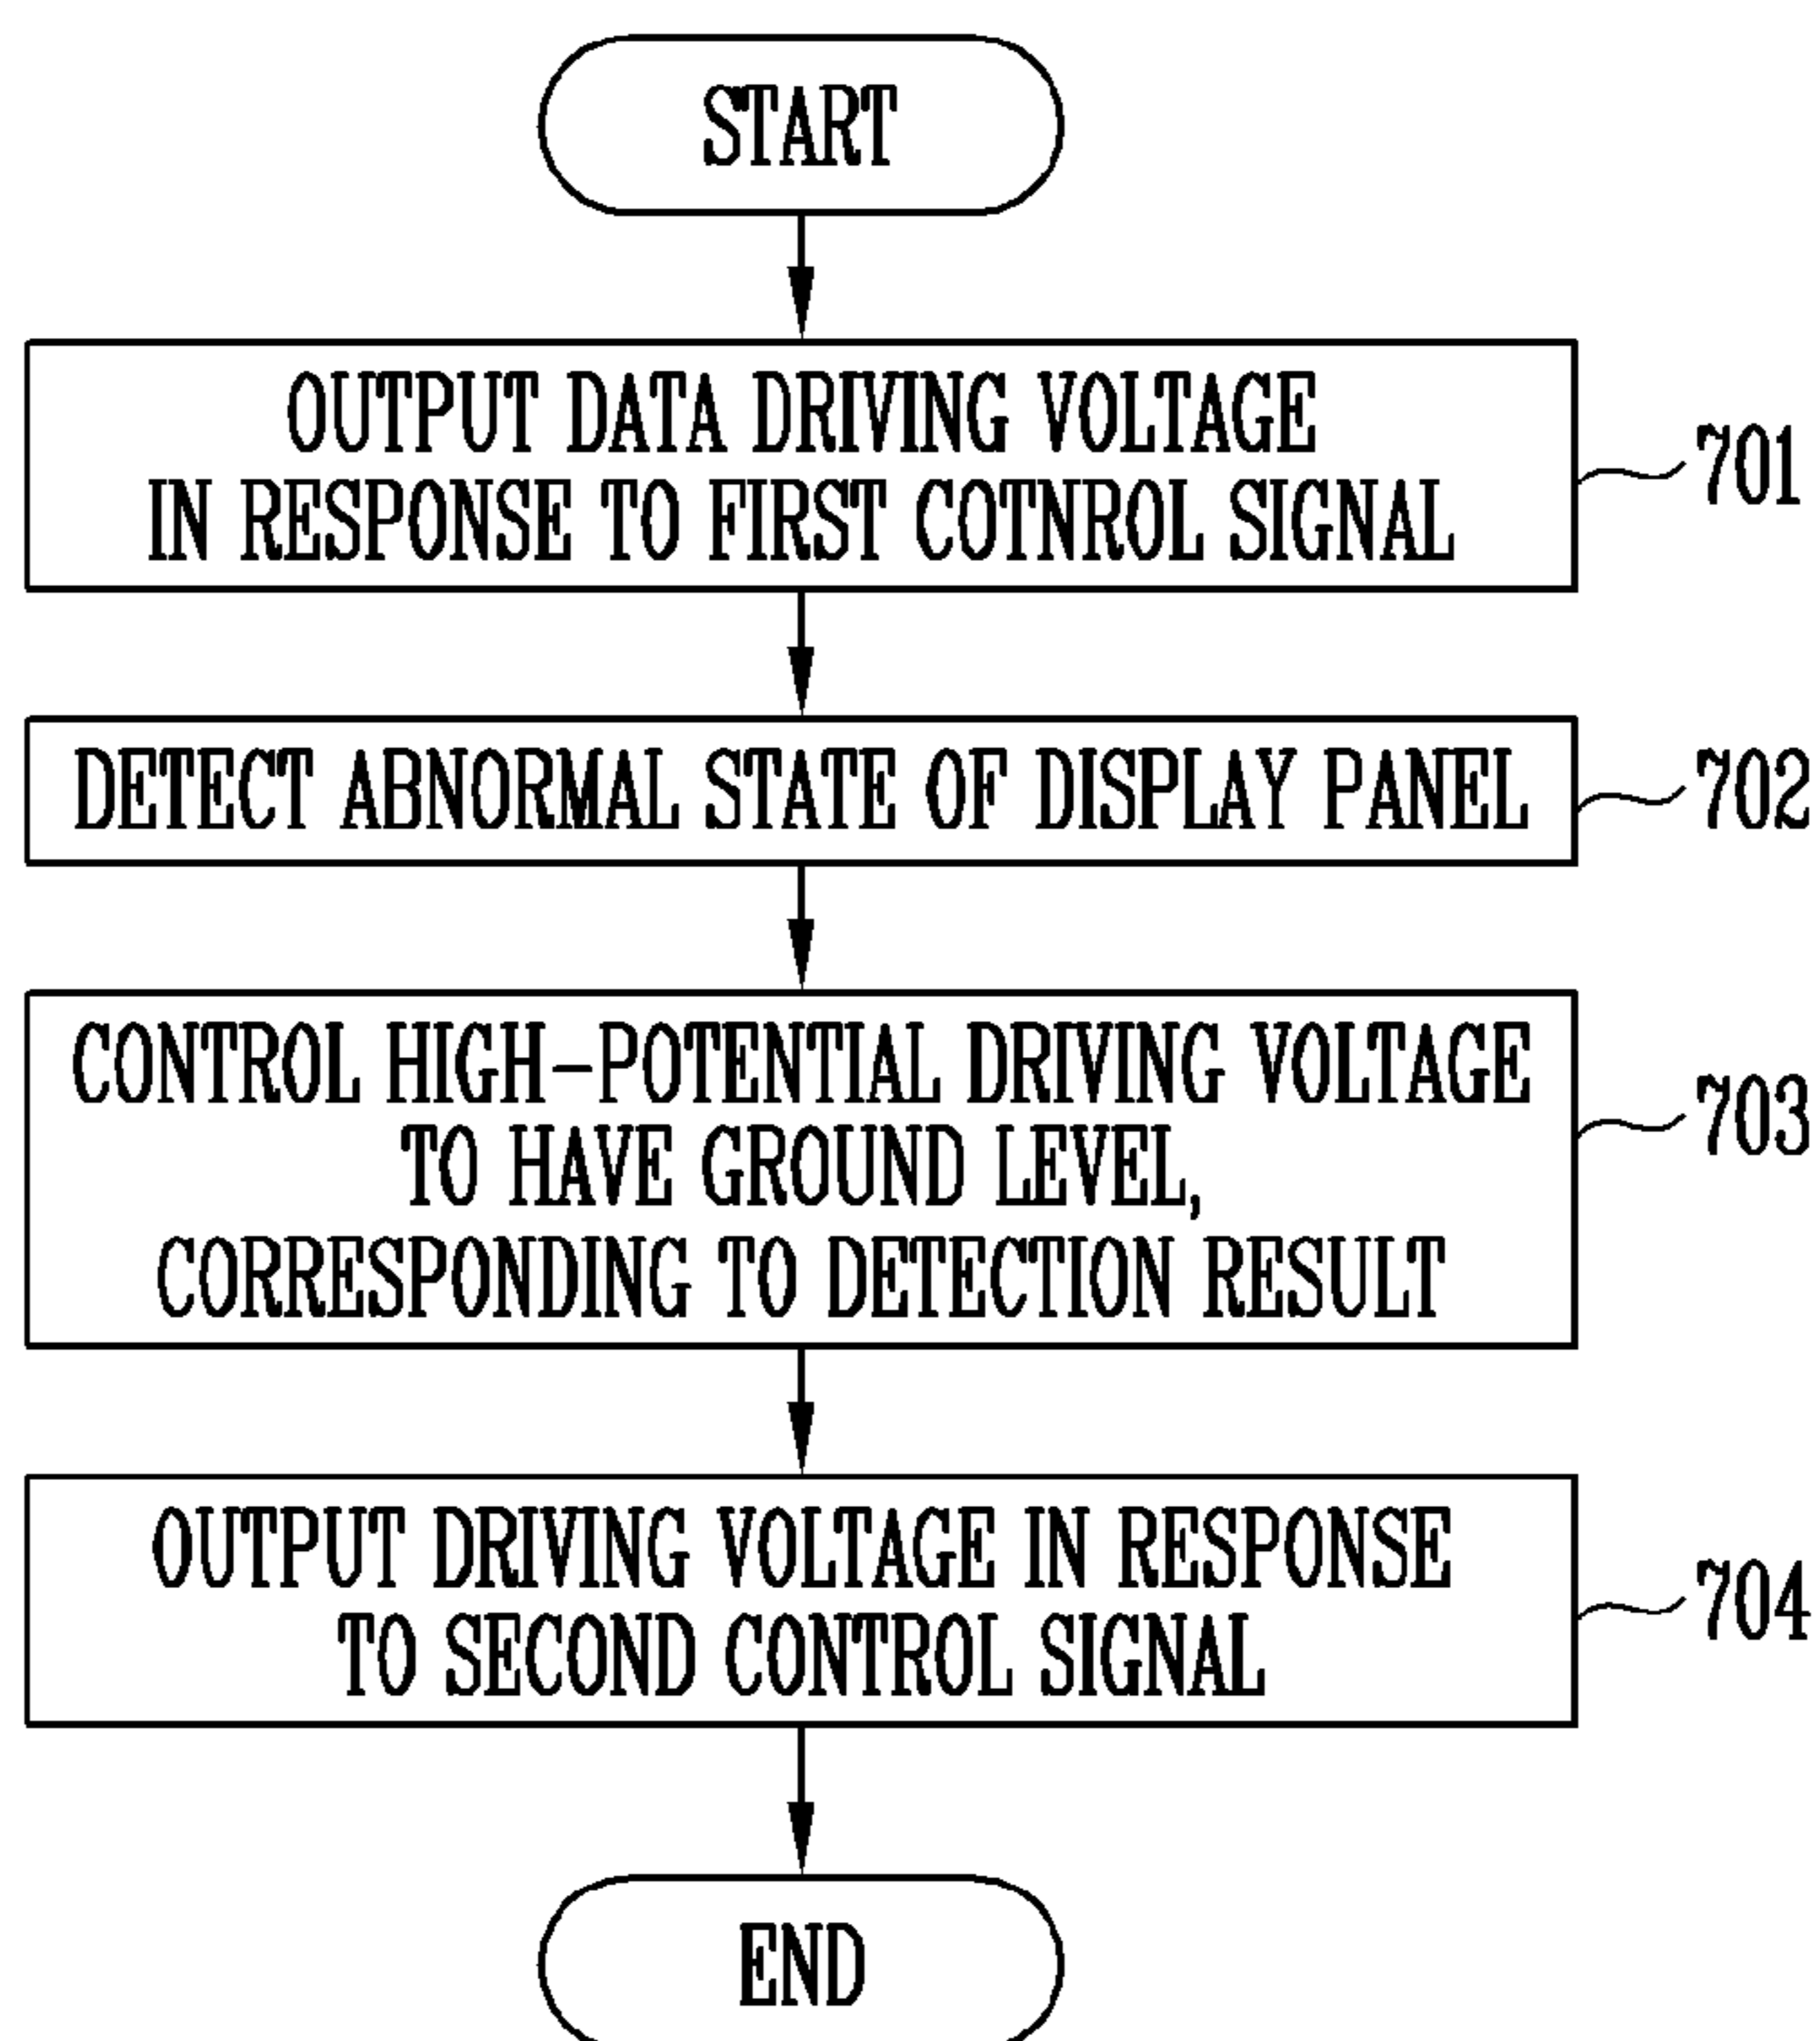 START
OUTPUT DATA DRIVING VOLTAGE
IN RESPONSE TO FIRST COTNROL SIGNAL
701
DETECT ABNORMAL STATE OF DISPLAY PANEL
702
CONTROL HIGH-POTENTIAL DRIVING VOLTAGE
TO HAVE GROUND LEVEL,
CORRESPONDING TO DETECTION RESULT
703
OUTPUT DRIVING VOLTAGE IN RESPONSE
TO SECOND CONTROL SIGNAL
704
END